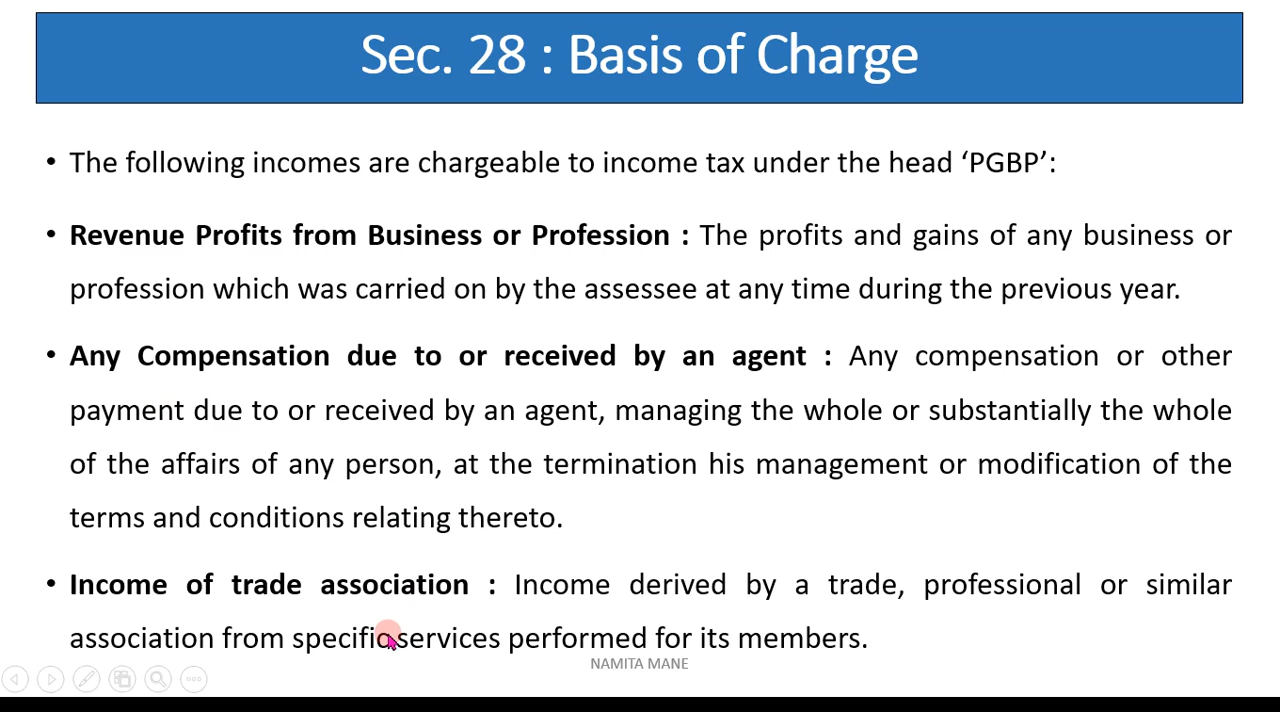 Sec. 28 : Basis of Charge
• The following incomes are chargeable to income tax under the head ‘PGBP’:
• Revenue Profits from Business or Profession : The profits and gains of any business or
profession which was carried on by the assessee at any time during the previous year.
• Any Compensation due to or received by an agent : Any compensation or other
payment due to or received by an agent, managing the whole or substantially the whole
of the affairs of any person, at the termination his management or modification of the
terms and conditions relating thereto.
• Income of trade association : Income derived by a trade, professional or similar
association from specific services performed for its members.
NAMITA MANE